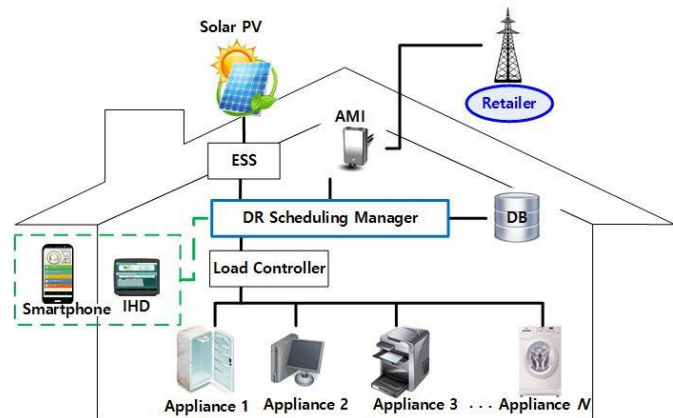 Solar PV
Retailer
AMI
ESS
DR Scheduling Manager
DB
Load Controller
Smartphone
IHD
Appliance 1
Appliance 2
Appliance 3
. . .
Appliance N